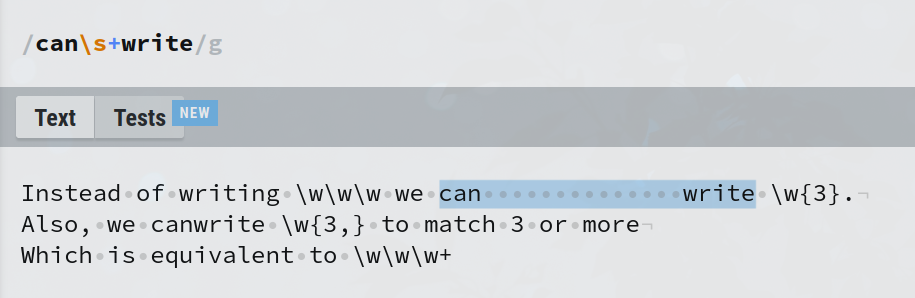 /can\s+write/g
Text Tests NEW
Instead of writing \w\w\w we can              write \w{3}.
Also, we canwrite \w{3,} to match 3 or more
Which is equivalent to \w\w\w+